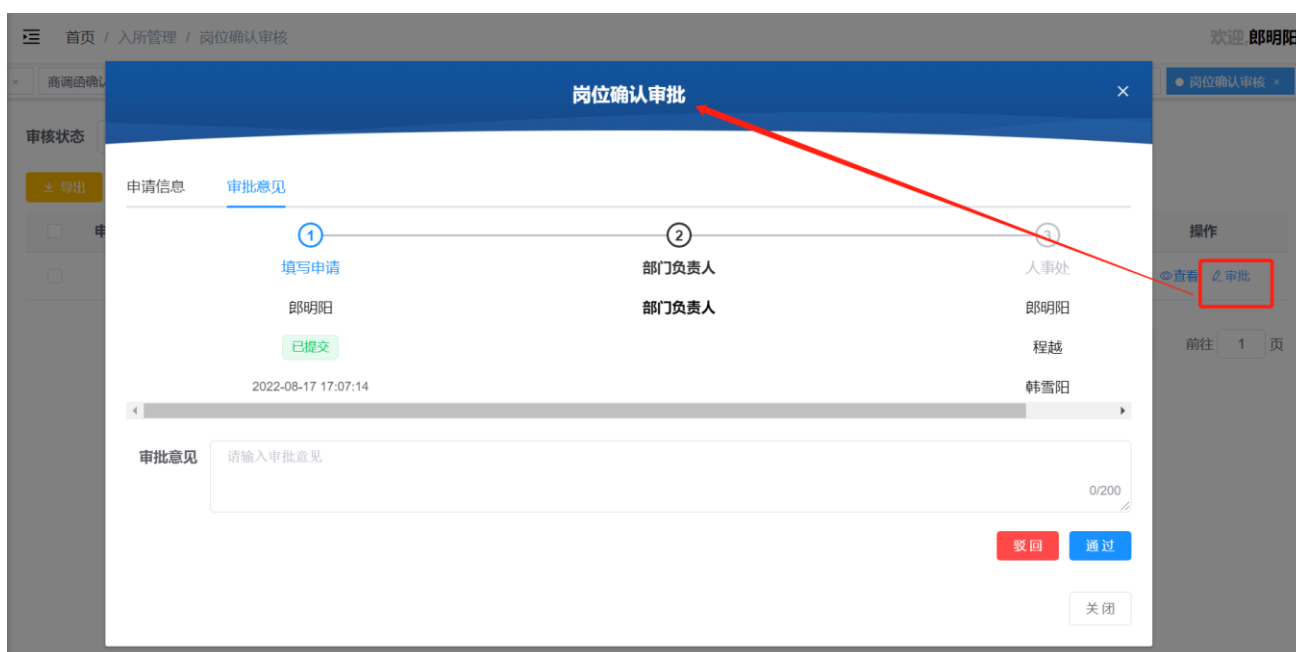 首页 / 入所管理 / 岗位确认审核
欢迎,郎明阳
× 商调函确认
● 岗位确认审核 ×
岗位确认审批 ×
审核状态
导出
申请信息 审批意见
操作
1 2 3
填写申请 部门负责人 人事处
查看 审批
郎明阳 部门负责人 郎明阳
已提交 程越
前往 1 页
2022-08-17 17:07:14 韩雪阳
审批意见 请输入审批意见
0/200
驳回 通过
关闭